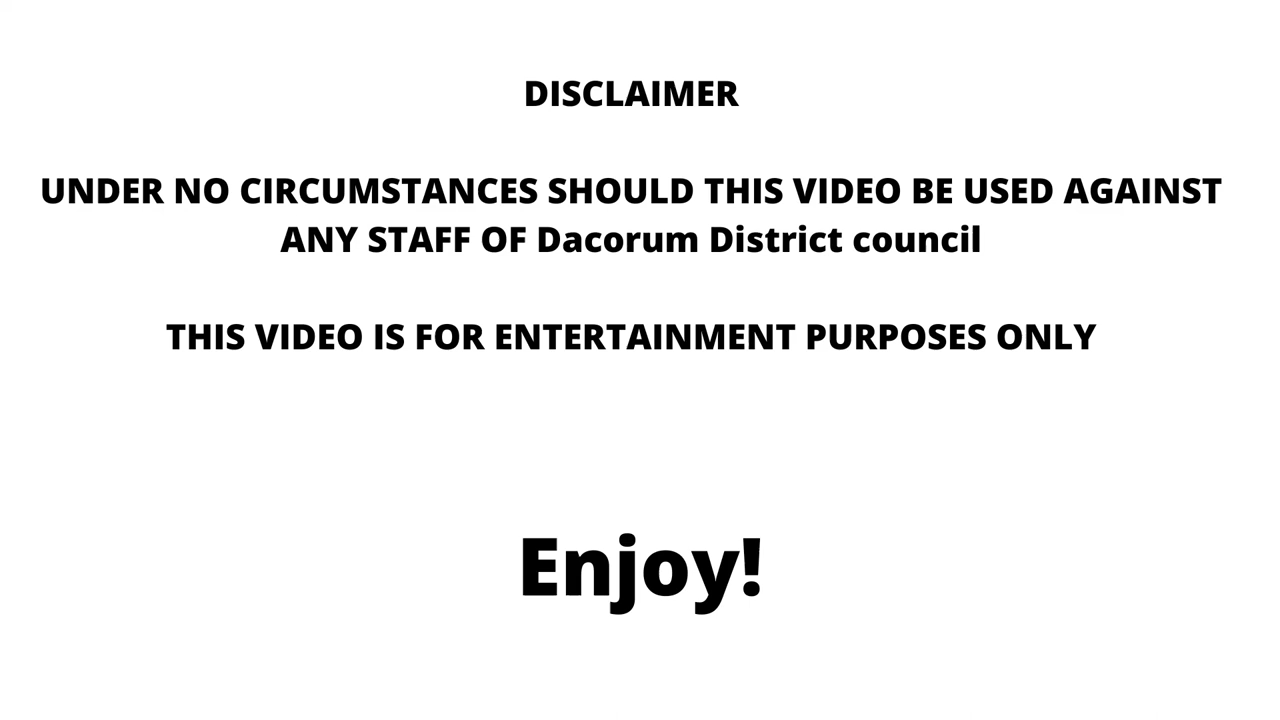 DISCLAIMER
UNDER NO CIRCUMSTANCES SHOULD THIS VIDEO BE USED AGAINST
ANY STAFF OF Dacorum District council
THIS VIDEO IS FOR ENTERTAINMENT PURPOSES ONLY
Enjoy!